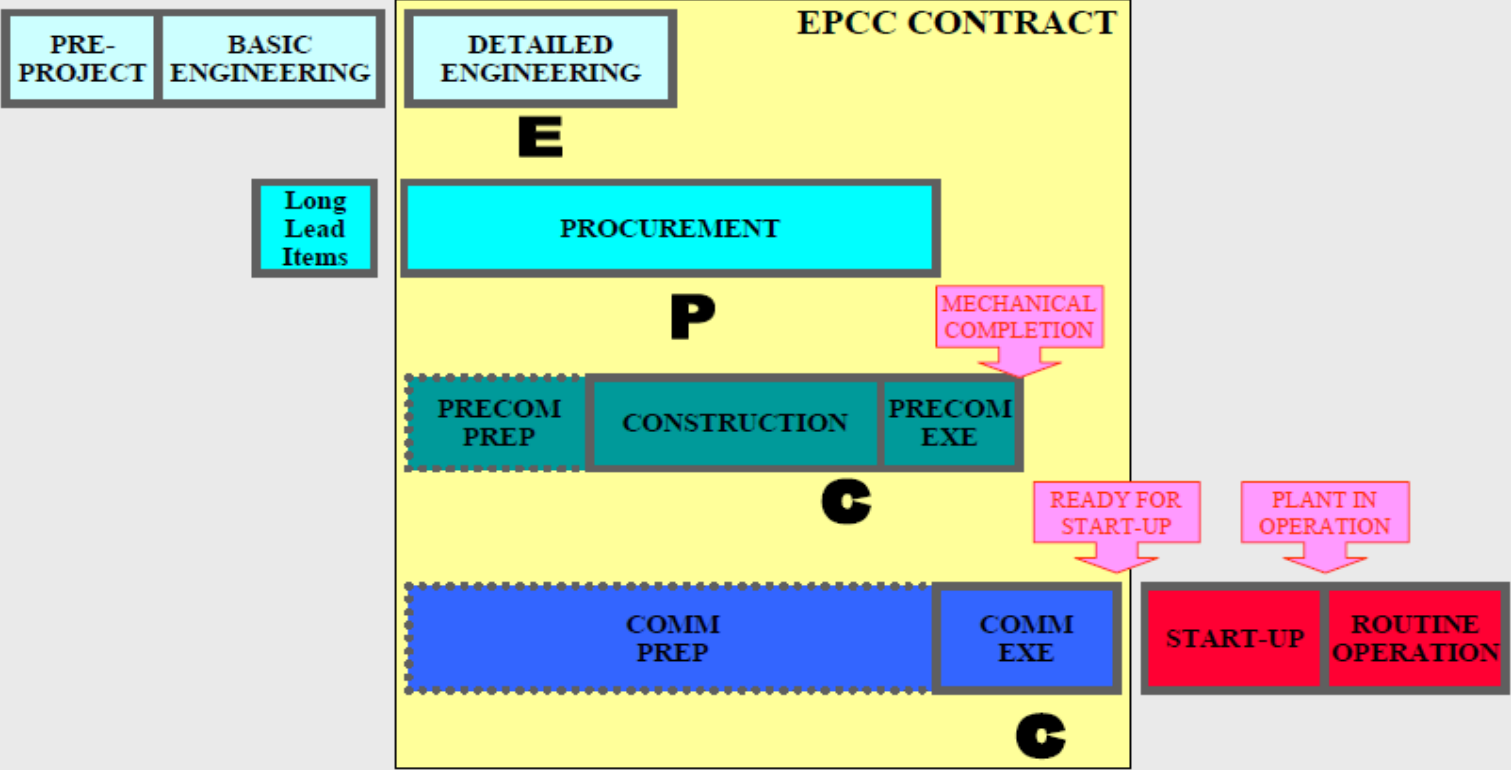 EPCC CONTRACT
PRE-
PROJECT
BASIC
ENGINEERING
DETAILED
ENGINEERING
E
Long
Lead
Items
PROCUREMENT
P
MECHANICAL
COMPLETION
PRECOM
PREP
CONSTRUCTION
PRECOM
EXE
C
READY FOR
START-UP
PLANT IN
OPERATION
COMM
PREP
COMM
EXE
START-UP
ROUTINE
OPERATION
C